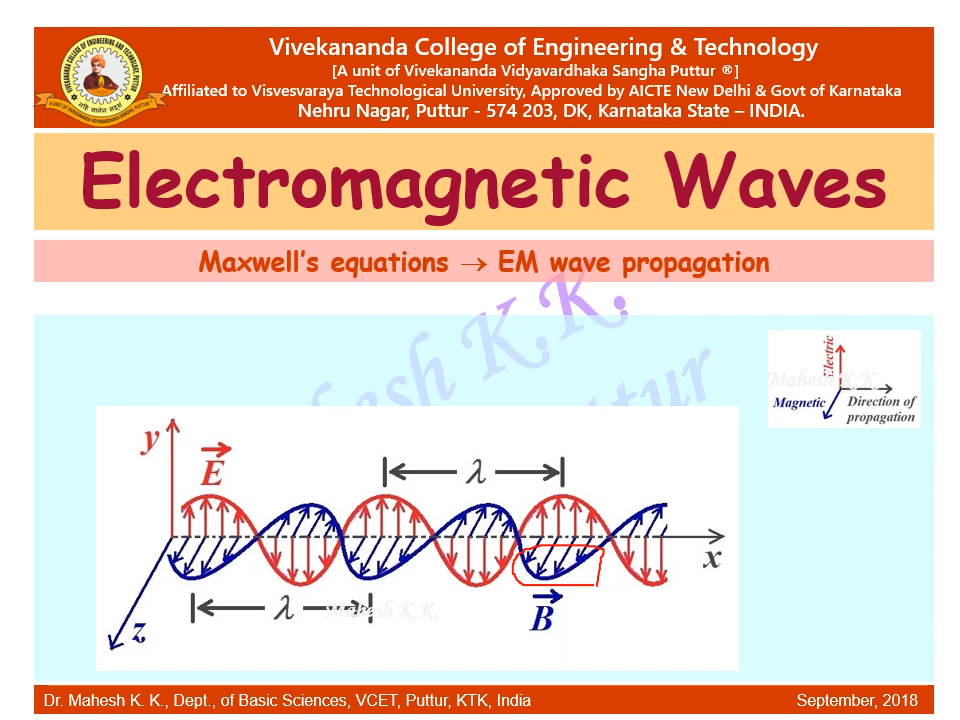 Vivekananda College of Engineering & Technology
[A unit of Vivekananda Vidyavardhaka Sangha Puttur ®]
Affiliated to Visvesvaraya Technological University, Approved by AICTE New Delhi & Govt of Karnataka
Nehru Nagar, Puttur - 574 203, DK, Karnataka State – INDIA.
Electromagnetic Waves
Maxwell's equations → EM wave propagation
K.K.
Electric
Mahesh K.K.
Magnetic
Direction of
propagation
y
E
λ
x
λ
Mahesh K.K.
B
z
Dr. Mahesh K. K., Dept., of Basic Sciences, VCET, Puttur, KTK, India
September, 2018